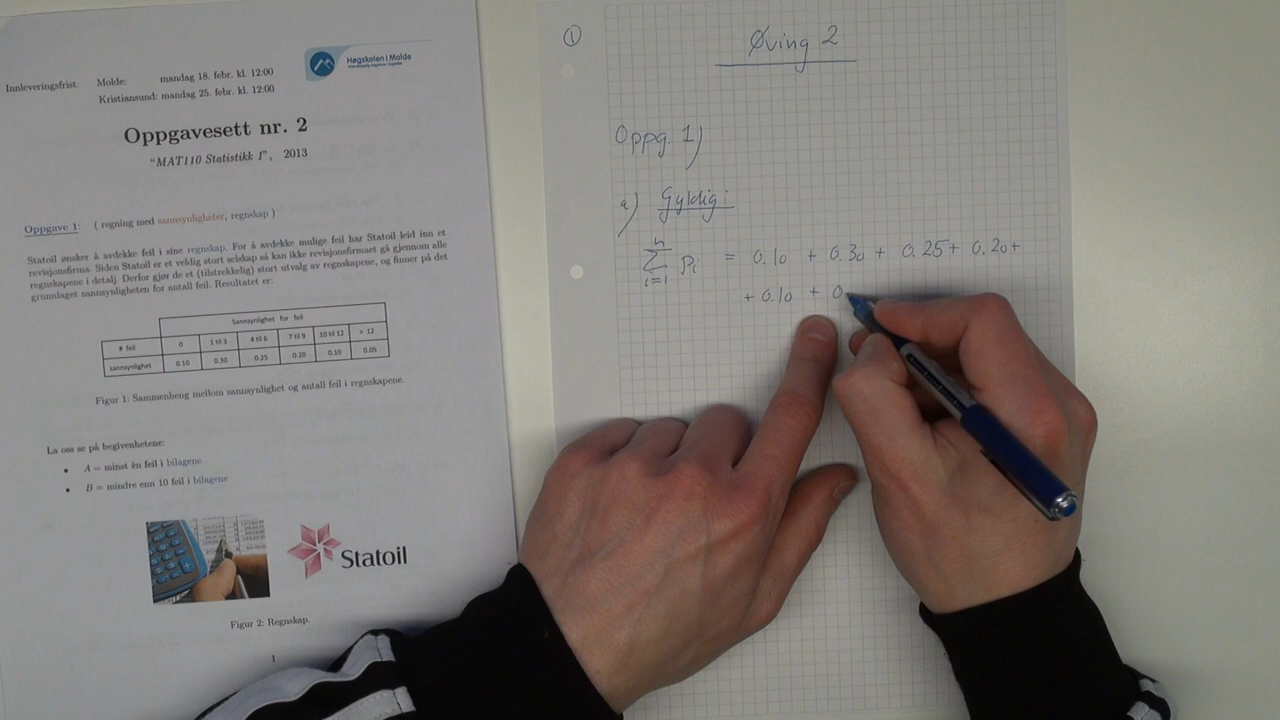 Innleveringsfrist: Molde: mandag 18. febr. kl. 12:00
Kristiansund: mandag 25. febr. kl. 12:00
Høgskolen i Molde
Oppgavesett nr. 2
"MAT110 Statistikk 1", 2013
Oppgave 1: ( regning med sannsynligheter, regnskap )
Statoil ønsker å avdekke feil i sine regnskap. For å avdekke mulige feil har Statoil leid inn et
revisjonsfirma. Siden Statoil er et veldig stort selskap så kan ikke revisjonsfirmaet gå gjennom alle
regnskapene i detalj. Derfor gjør de et (tilstrekkelig) stort utvalg av regnskapene, og finner på det
grunnlaget sannsynligheten for antall feil. Resultatet er:
Sannsynlighet for feil
# feil 0 1 til 3 4 til 6 7 til 9 10 til 12 > 12
sannsynlighet 0.10 0.30 0.25 0.20 0.10 0.05
Figur 1: Sammenheng mellom sannsynlighet og antall feil i regnskapene.
La oss se på begivenhetene:
• A = minst èn feil i bilagene
• B = mindre enn 10 feil i bilagene
Statoil
Figur 2: Regnskap.
1
① Øving 2
Oppg. 1)
a) Gyldig:
n
∑ pi = 0.10 + 0.30 + 0.25 + 0.20 +
i=1
+ 0.10 + 0